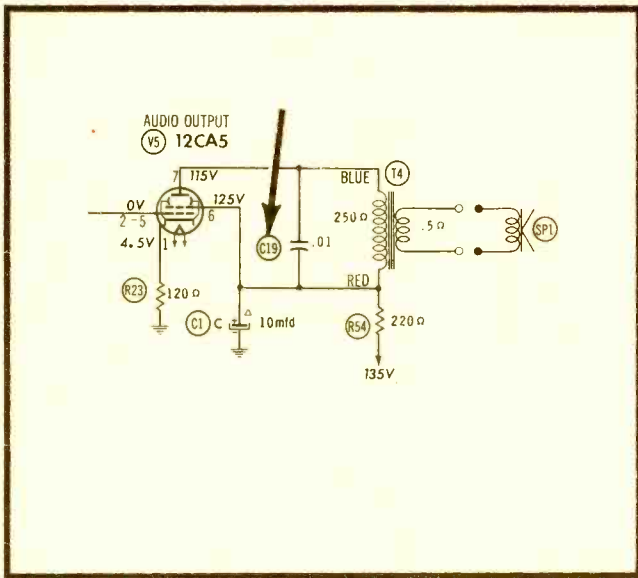 AUDIO OUTPUT
V5 12CA5
7 115V
BLUE T4
0V 125V
2-5 6
4.5V 1
250Ω .5Ω
C19 .01
SP1
RED
R23 120Ω
C1 C + 10mfd
R54 220Ω
135V